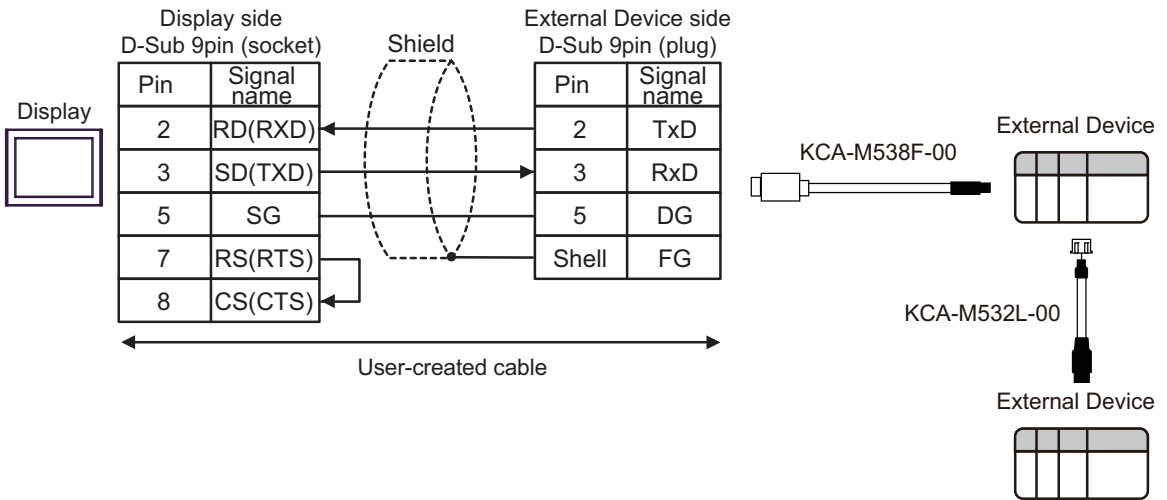 Display side
D-Sub 9pin (socket)
Shield
External Device side
D-Sub 9pin (plug)
Pin
Signal
name
Pin
Signal
name
Display
2 RD(RXD) 2 TxD
3 SD(TXD) 3 RxD
5 SG 5 DG
7 RS(RTS) Shell FG
8 CS(CTS)
User-created cable
KCA-M538F-00
External Device
KCA-M532L-00
External Device